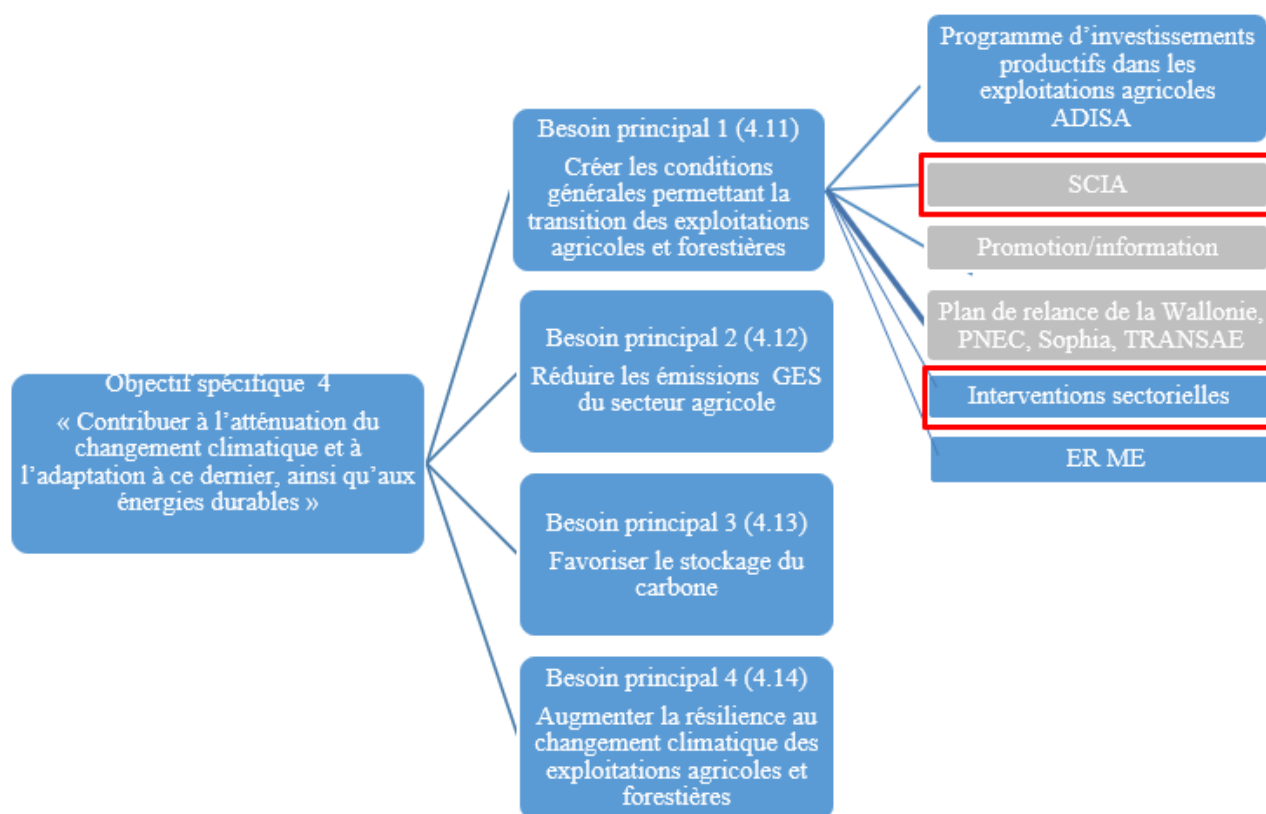 Objectif spécifique 4
« Contribuer à l’atténuation du
changement climatique et à
l’adaptation à ce dernier, ainsi qu’aux
énergies durables »
Besoin principal 1 (4.11)
Créer les conditions
générales permettant la
transition des exploitations
agricoles et forestières
Besoin principal 2 (4.12)
Réduire les émissions GES
du secteur agricole
Besoin principal 3 (4.13)
Favoriser le stockage du
carbone
Besoin principal 4 (4.14)
Augmenter la résilience au
changement climatique des
exploitations agricoles et
forestières
Programme d’investissements
productifs dans les
exploitations agricoles
ADISA
SCIA
Promotion/information
Plan de relance de la Wallonie,
PNEC, Sophia, TRANSAE
Interventions sectorielles
ER ME